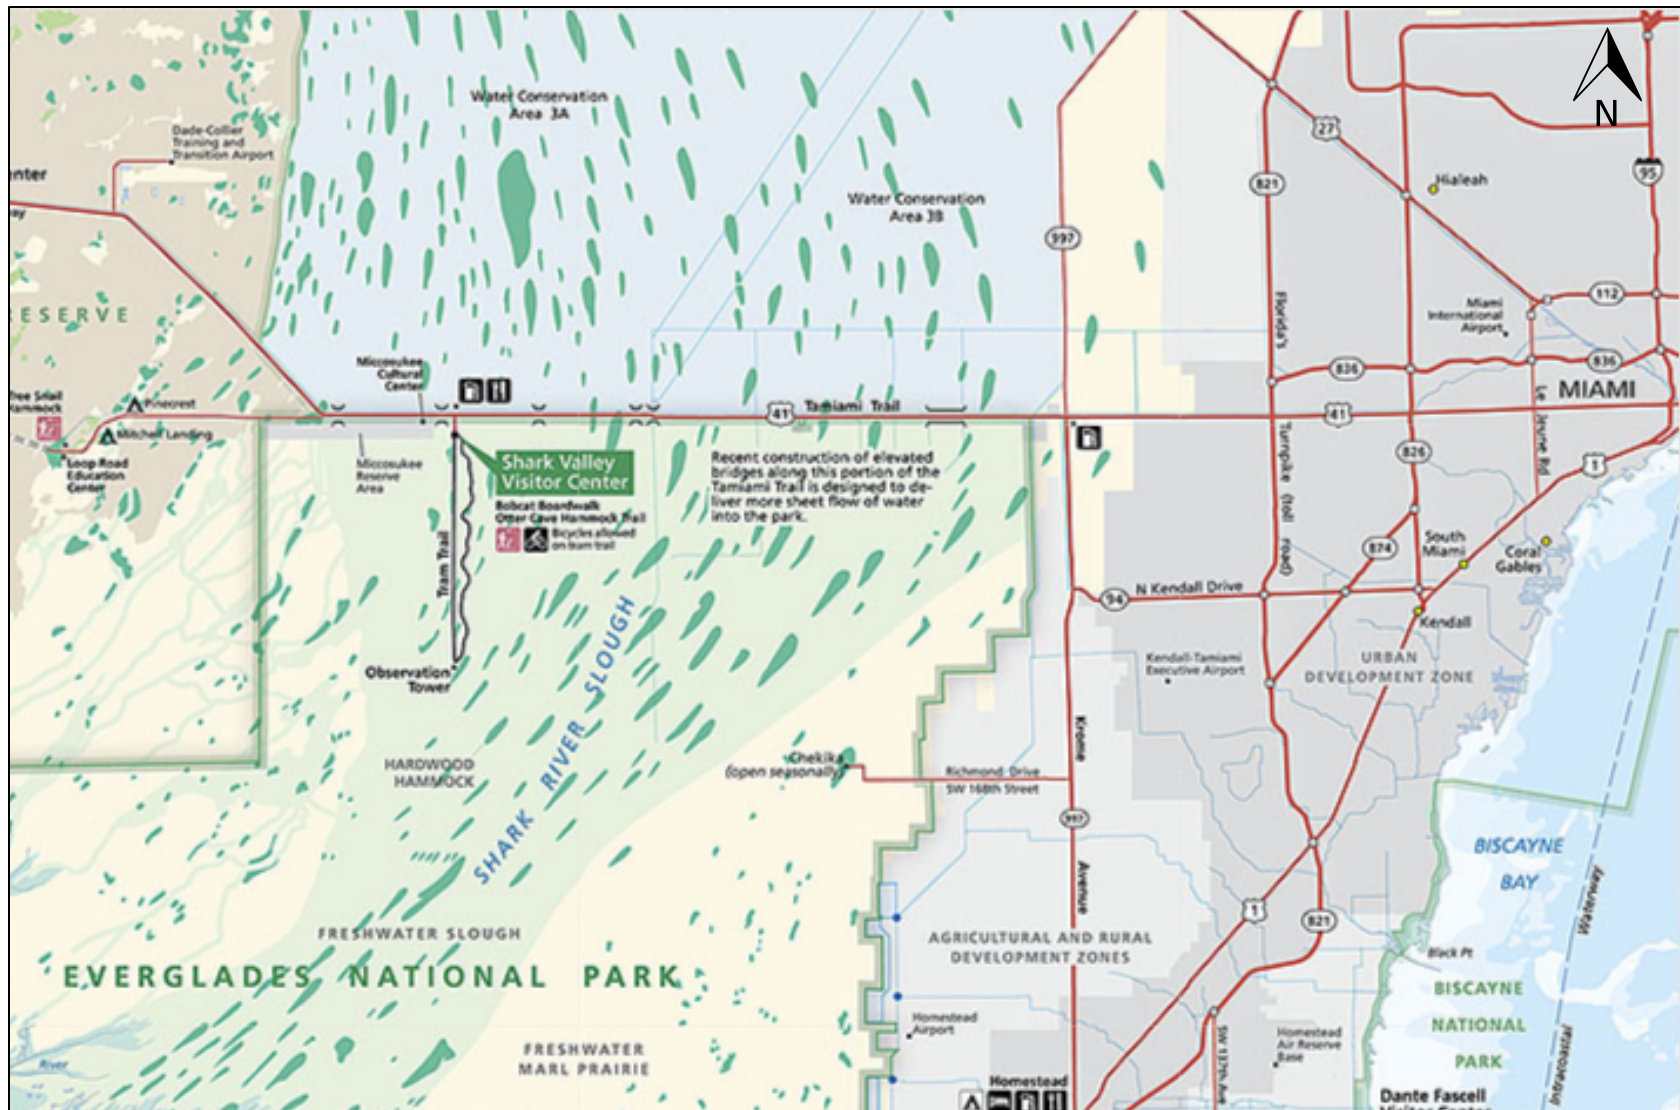 N
Water Conservation
Area 3A
Dade-Collier
Training and
Transition Airport
enter
way
27
95
821
Hialeah
Water Conservation
Area 3B
997
RESERVE
Miami
International
Airport
112
Florida's
Turnpike (toll road)
Miccosukee
Cultural
Center
836
836
MIAMI
Tree Snail
Hammock
Pinecrest
Mitchell Landing
41
Tamiami Trail
41
Le Jeune Rd
Loop Road
Education
Center
Miccosukee
Reserve
Area
Shark Valley
Visitor Center
Bobcat Boardwalk
Otter Cave Hammock Trail
Bicycles allowed
on tram trail
Recent construction of elevated
bridges along this portion of the
Tamiami Trail is designed to de-
liver more sheet flow of water
into the park.
826
1
Tram Trail
874
South
Miami
Coral
Gables
94
N Kendall Drive
Kendall
Observation
Tower
SHARK RIVER SLOUGH
Kendall-Tamiami
Executive Airport
URBAN
DEVELOPMENT ZONE
HARDWOOD
HAMMOCK
Chekika
(open seasonally)
Richmond Drive
SW 168th Street
Krome
997
Avenue
BISCAYNE
BAY
Intracoastal Waterway
1
821
FRESHWATER SLOUGH
AGRICULTURAL AND RURAL
DEVELOPMENT ZONES
Black Pt
EVERGLADES NATIONAL PARK
BISCAYNE
NATIONAL
PARK
Homestead
Airport
Homestead
Air Reserve
Base
SW 137th Ave
FRESHWATER
MARL PRAIRIE
River
Homestead
Dante Fascell
Visitor Center